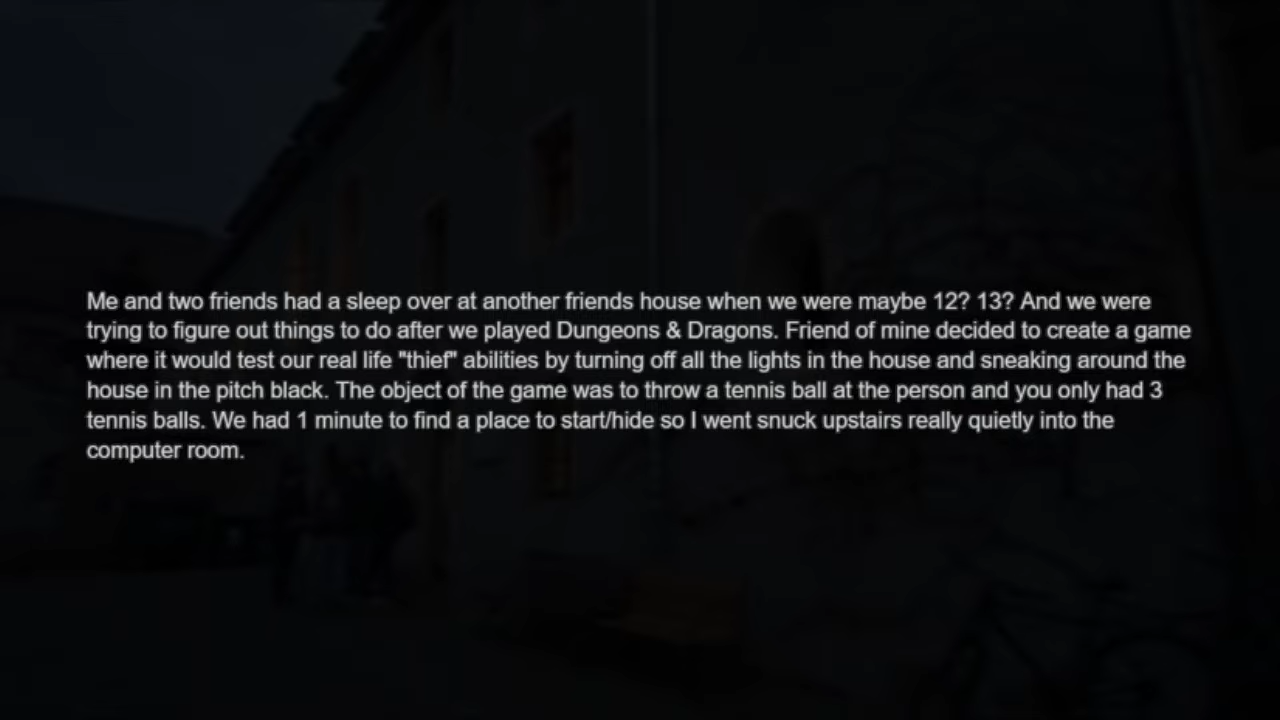 Me and two friends had a sleep over at another friends house when we were maybe 12? 13? And we were
trying to figure out things to do after we played Dungeons & Dragons. Friend of mine decided to create a game
where it would test our real life "thief" abilities by turning off all the lights in the house and sneaking around the
house in the pitch black. The object of the game was to throw a tennis ball at the person and you only had 3
tennis balls. We had 1 minute to find a place to start/hide so I went snuck upstairs really quietly into the
computer room.